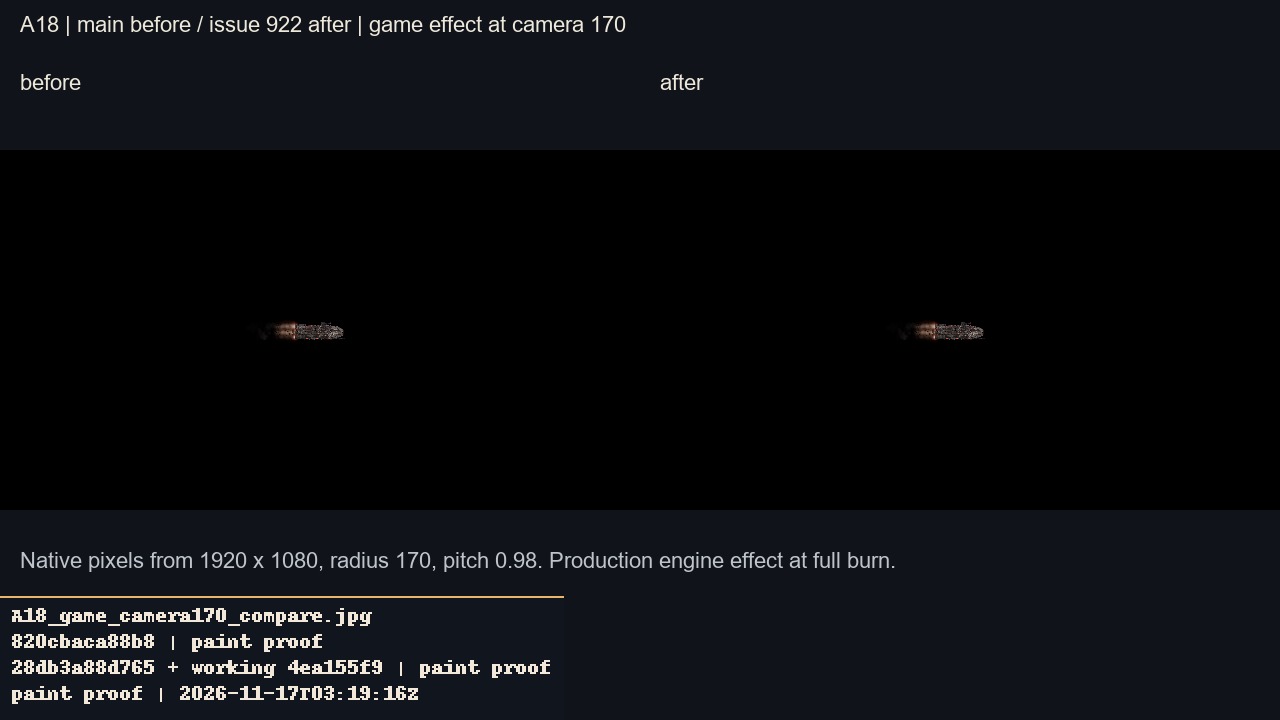 A18 | main before / issue 922 after | game effect at camera 170
before
after
Native pixels from 1920 x 1080, radius 170, pitch 0.98. Production engine effect at full burn.
A18_game_camera170_compare.jpg
820cbaca88b8 | paint proof
28db3a88d765 + working 4ea155f9 | paint proof
paint proof | 2026-11-17T03:19:16Z